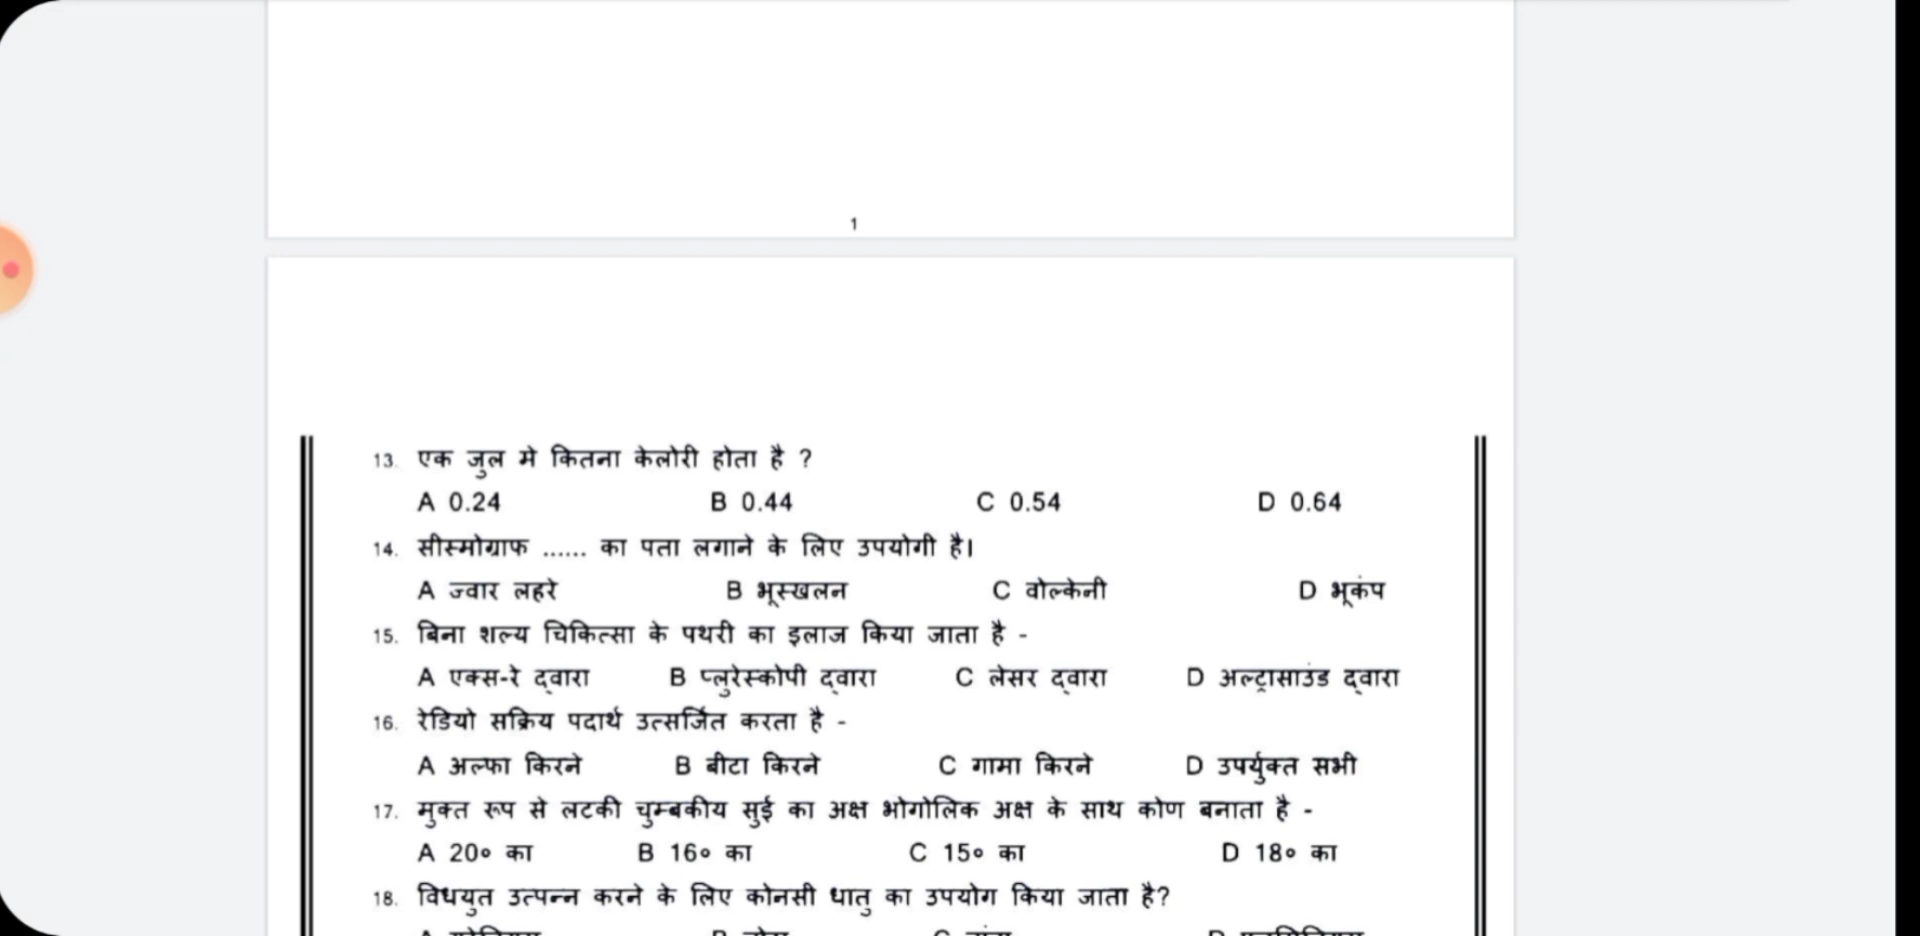 1
13. एक जुल मे कितना केलोरी होता है ?
A 0.24 B 0.44 C 0.54 D 0.64
14. सीस्मोग्राफ ...... का पता लगाने के लिए उपयोगी है।
A ज्वार लहरे B भूस्खलन C वोल्केनी D भूकंप
15. बिना शल्य चिकित्सा के पथरी का इलाज किया जाता है -
A एक्स-रे द्वारा B प्लुरेस्कोपी द्वारा C लेसर द्वारा D अल्ट्रासाउंड द्वारा
16. रेडियो सक्रिय पदार्थ उत्सर्जित करता है -
A अल्फा किरने B बीटा किरने C गामा किरने D उपर्युक्त सभी
17. मुक्त रूप से लटकी चुम्बकीय सुई का अक्ष भोगोलिक अक्ष के साथ कोण बनाता है -
A 20० का B 16० का C 15० का D 18० का
18. विधयुत उत्पन्न करने के लिए कोनसी धातु का उपयोग किया जाता है?